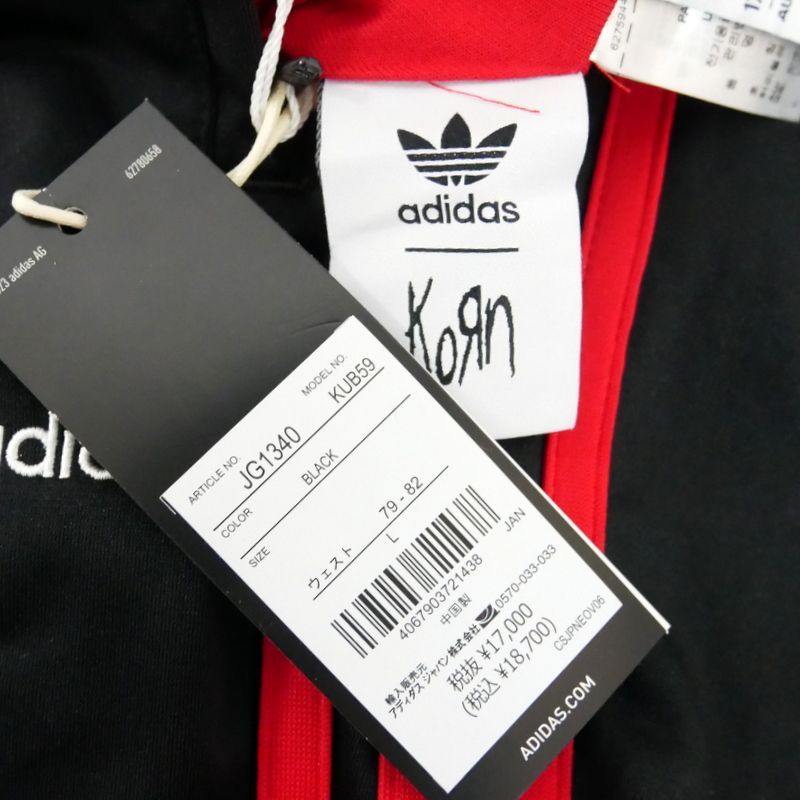 adidas
KoЯn
62780658
adidas AG
ARTICLE NO. JG1340 MODEL NO. KUB59
COLOR BLACK
SIZE
ウェスト 79 - 82
L
4067903721438 JAN
中国製
輸入販売元
アディダス ジャパン株式会社 0570-033-033
税抜 ¥17,000
(税込 ¥18,700)
CSJPNEOV06
ADIDAS.COM